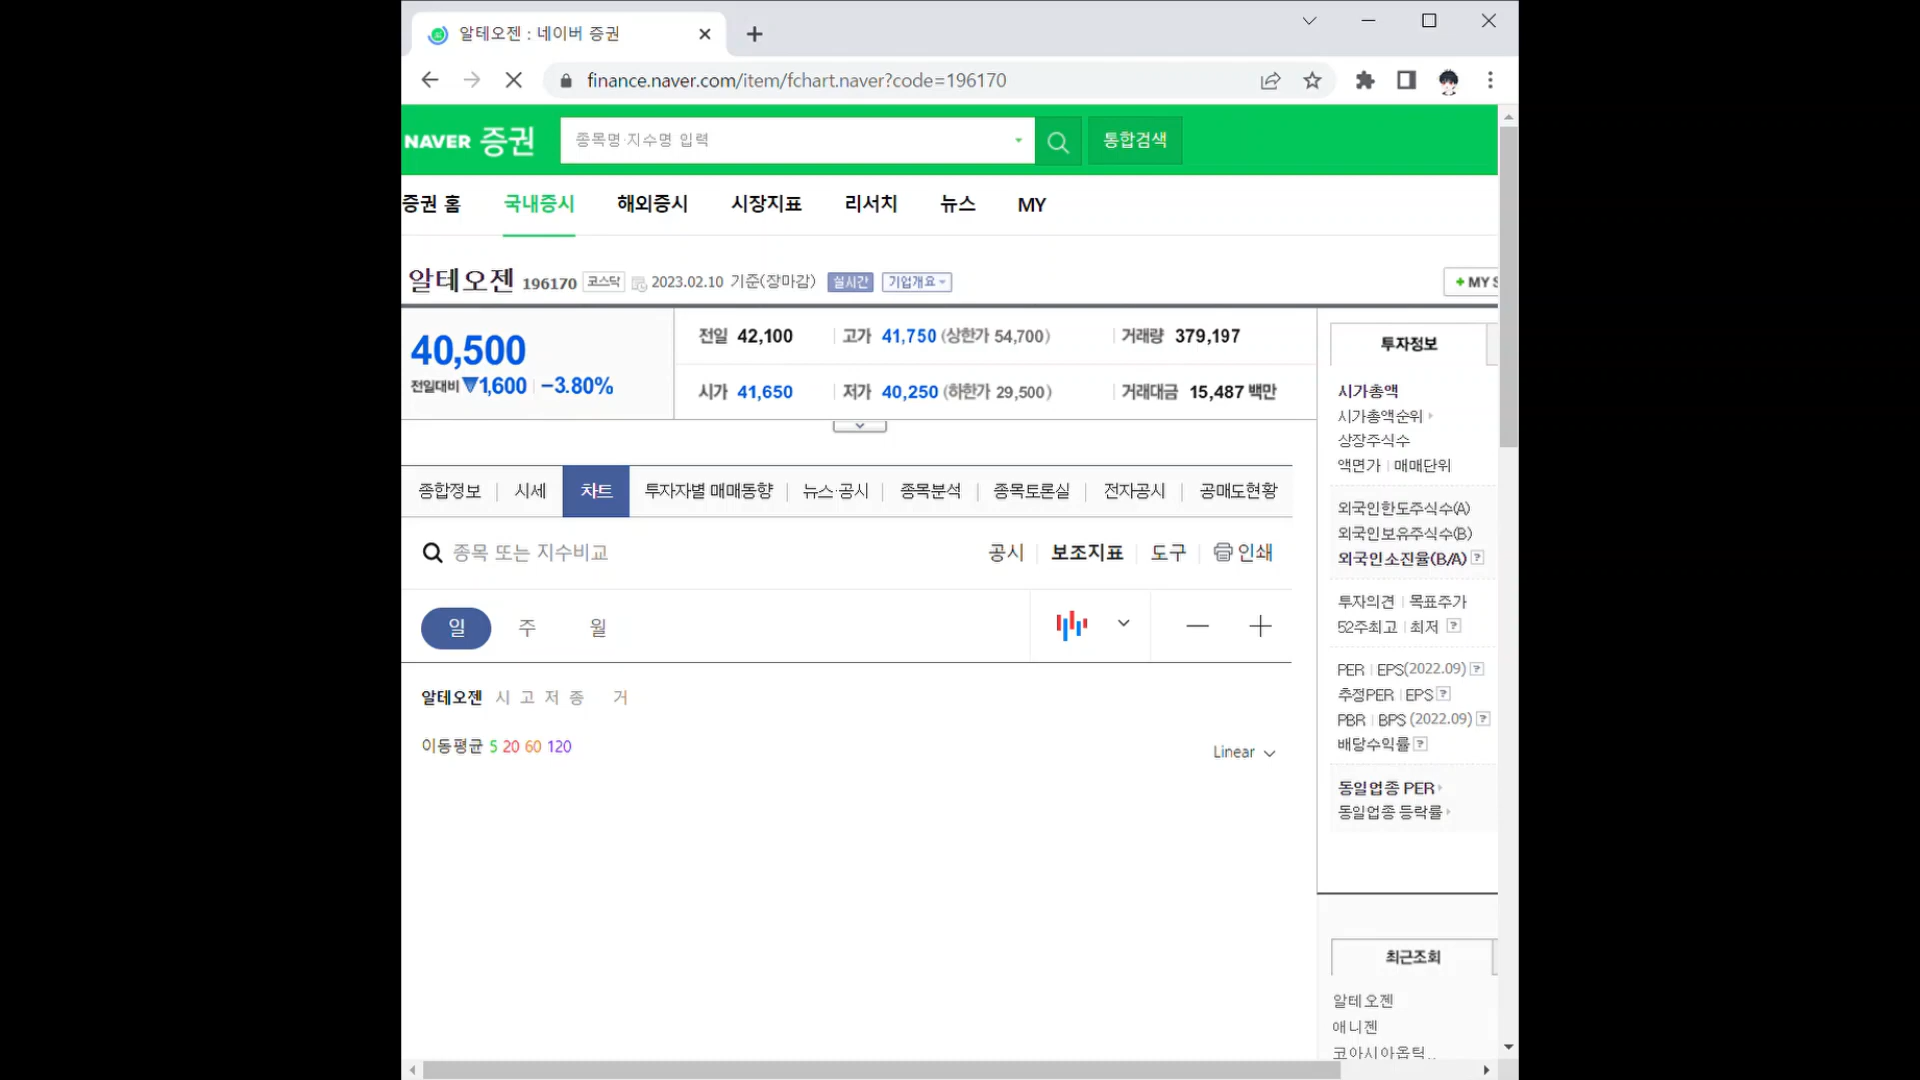 알테오젠 : 네이버 증권
finance.naver.com/item/fchart.naver?code=196170
NAVER 증권 종목명·지수명 입력 통합검색
증권 홈 국내증시 해외증시 시장지표 리서치 뉴스 MY
알테오젠 196170 코스닥 2023.02.10 기준(장마감) 실시간 기업개요 + MY S
40,500
전일대비 ▼1,600 -3.80%
전일 42,100 고가 41,750 (상한가 54,700) 거래량 379,197
시가 41,650 저가 40,250 (하한가 29,500) 거래대금 15,487 백만
종합정보 시세 차트 투자자별 매매동향 뉴스·공시 종목분석 종목토론실 전자공시 공매도현황
종목 또는 지수비교 공시 보조지표 도구 인쇄
일 주 월
알테오젠 시 고 저 종 거
이동평균 5 20 60 120
Linear
투자정보
시가총액
시가총액순위
상장주식수
액면가 | 매매단위
외국인한도주식수(A)
외국인보유주식수(B)
외국인소진율(B/A) ?
투자의견 | 목표주가
52주최고 | 최저 ?
PER | EPS(2022.09) ?
추정PER | EPS ?
PBR | BPS (2022.09) ?
배당수익률 ?
동일업종 PER
동일업종 등락률
최근조회
알테오젠
애니젠
코아시아옵틱..